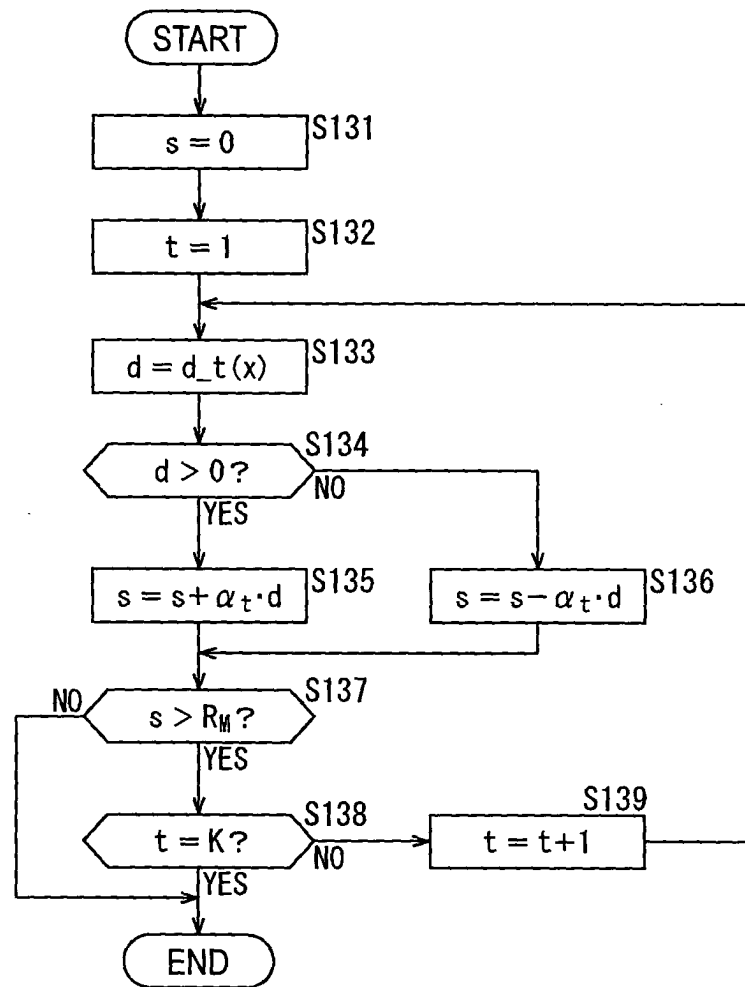 START
s = 0
S131
t = 1
S132
d = d_t(x)
S133
d > 0?
S134
NO
YES
s = s + α_t · d
S135
s = s - α_t · d
S136
s > R_M?
S137
NO
YES
t = K?
S138
NO
YES
t = t+1
S139
END